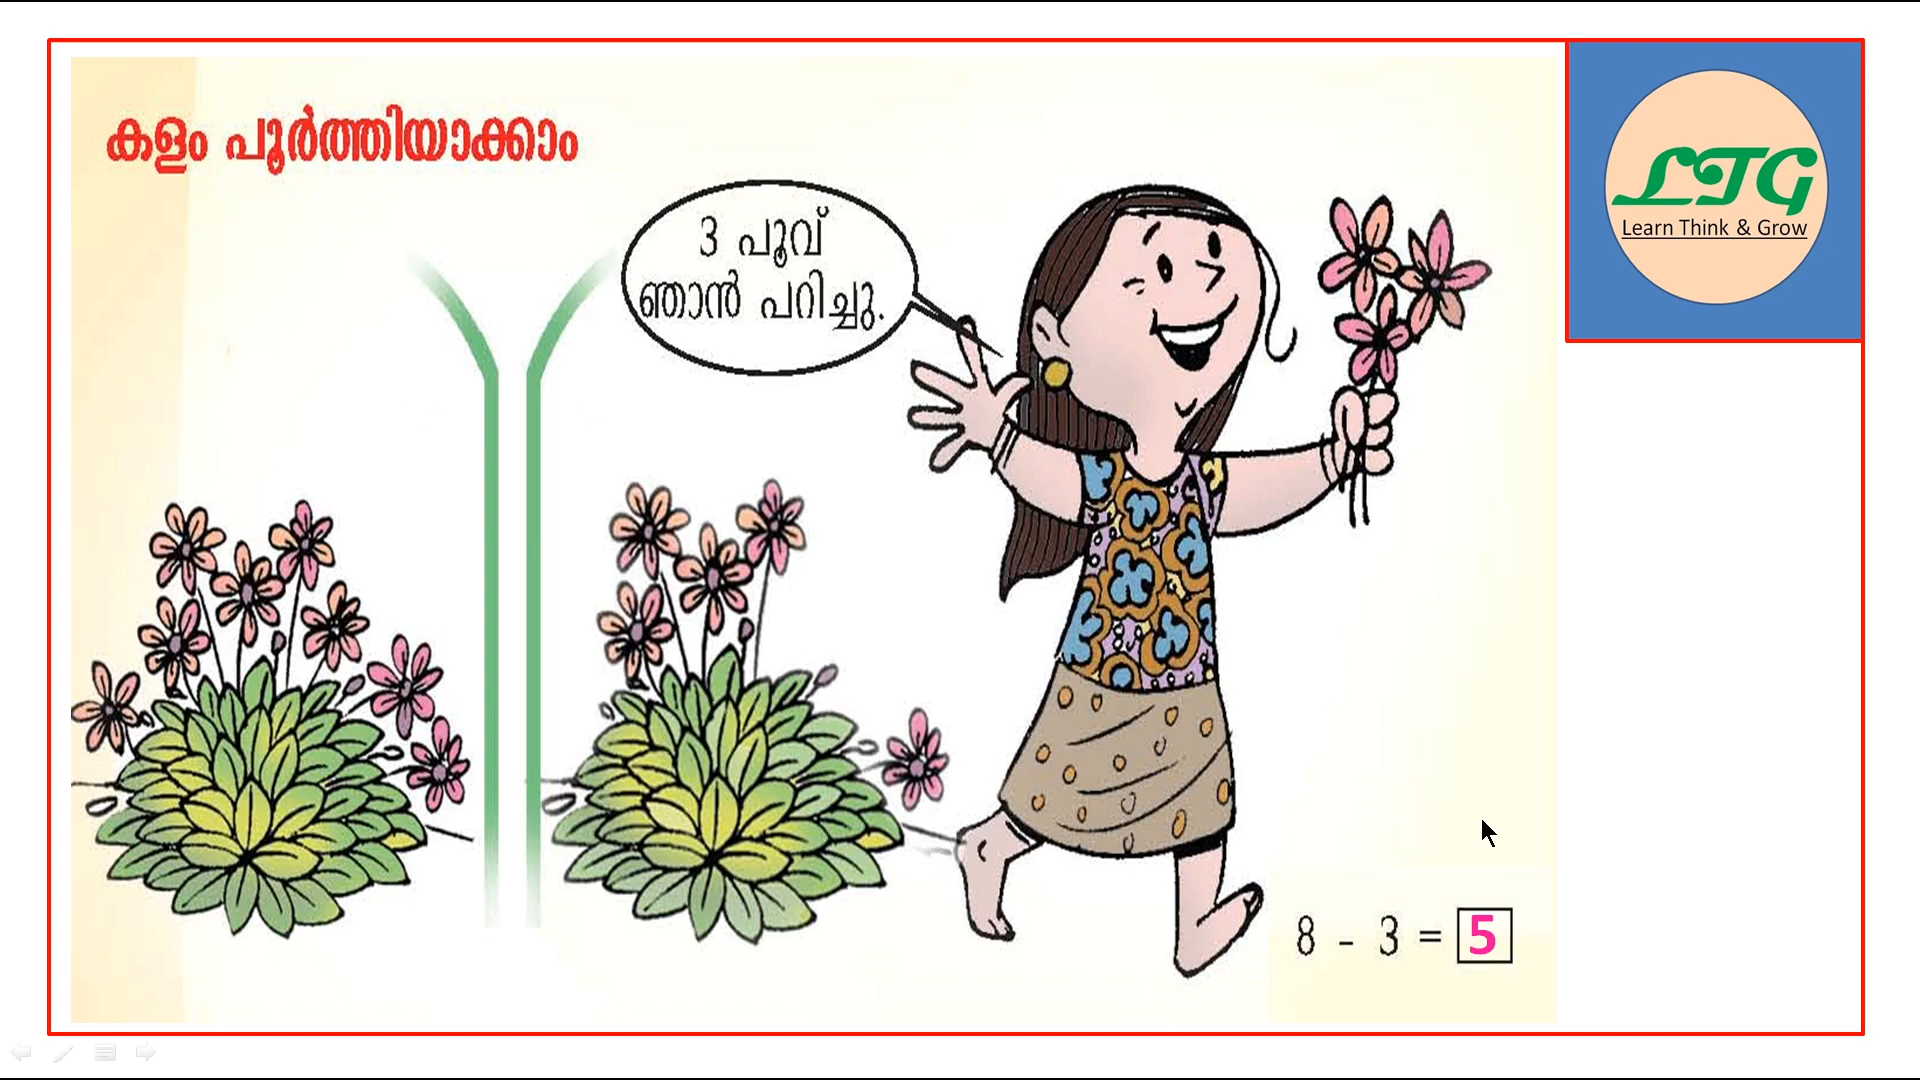 കളം പൂർത്തിയാക്കാം
3 പൂവ്
ഞാൻ പറിച്ചു.
LTG
Learn Think & Grow
8 - 3 = 5